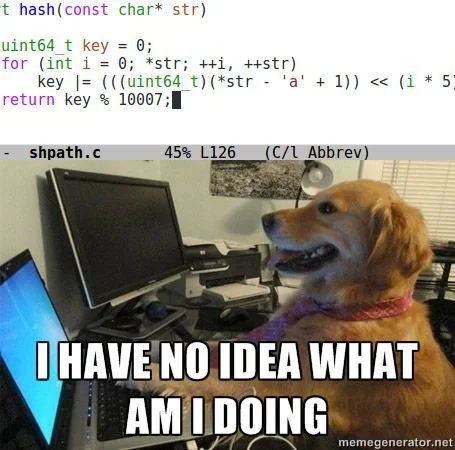 t hash(const char* str)
uint64_t key = 0;
for (int i = 0; *str; ++i, ++str)
key |= (((uint64_t)(*str - 'a' + 1)) << (i * 5)
return key % 10007;
- shpath.c 45% L126 (C/l Abbrev)
I HAVE NO IDEA WHAT
AM I DOING
memegenerator.net